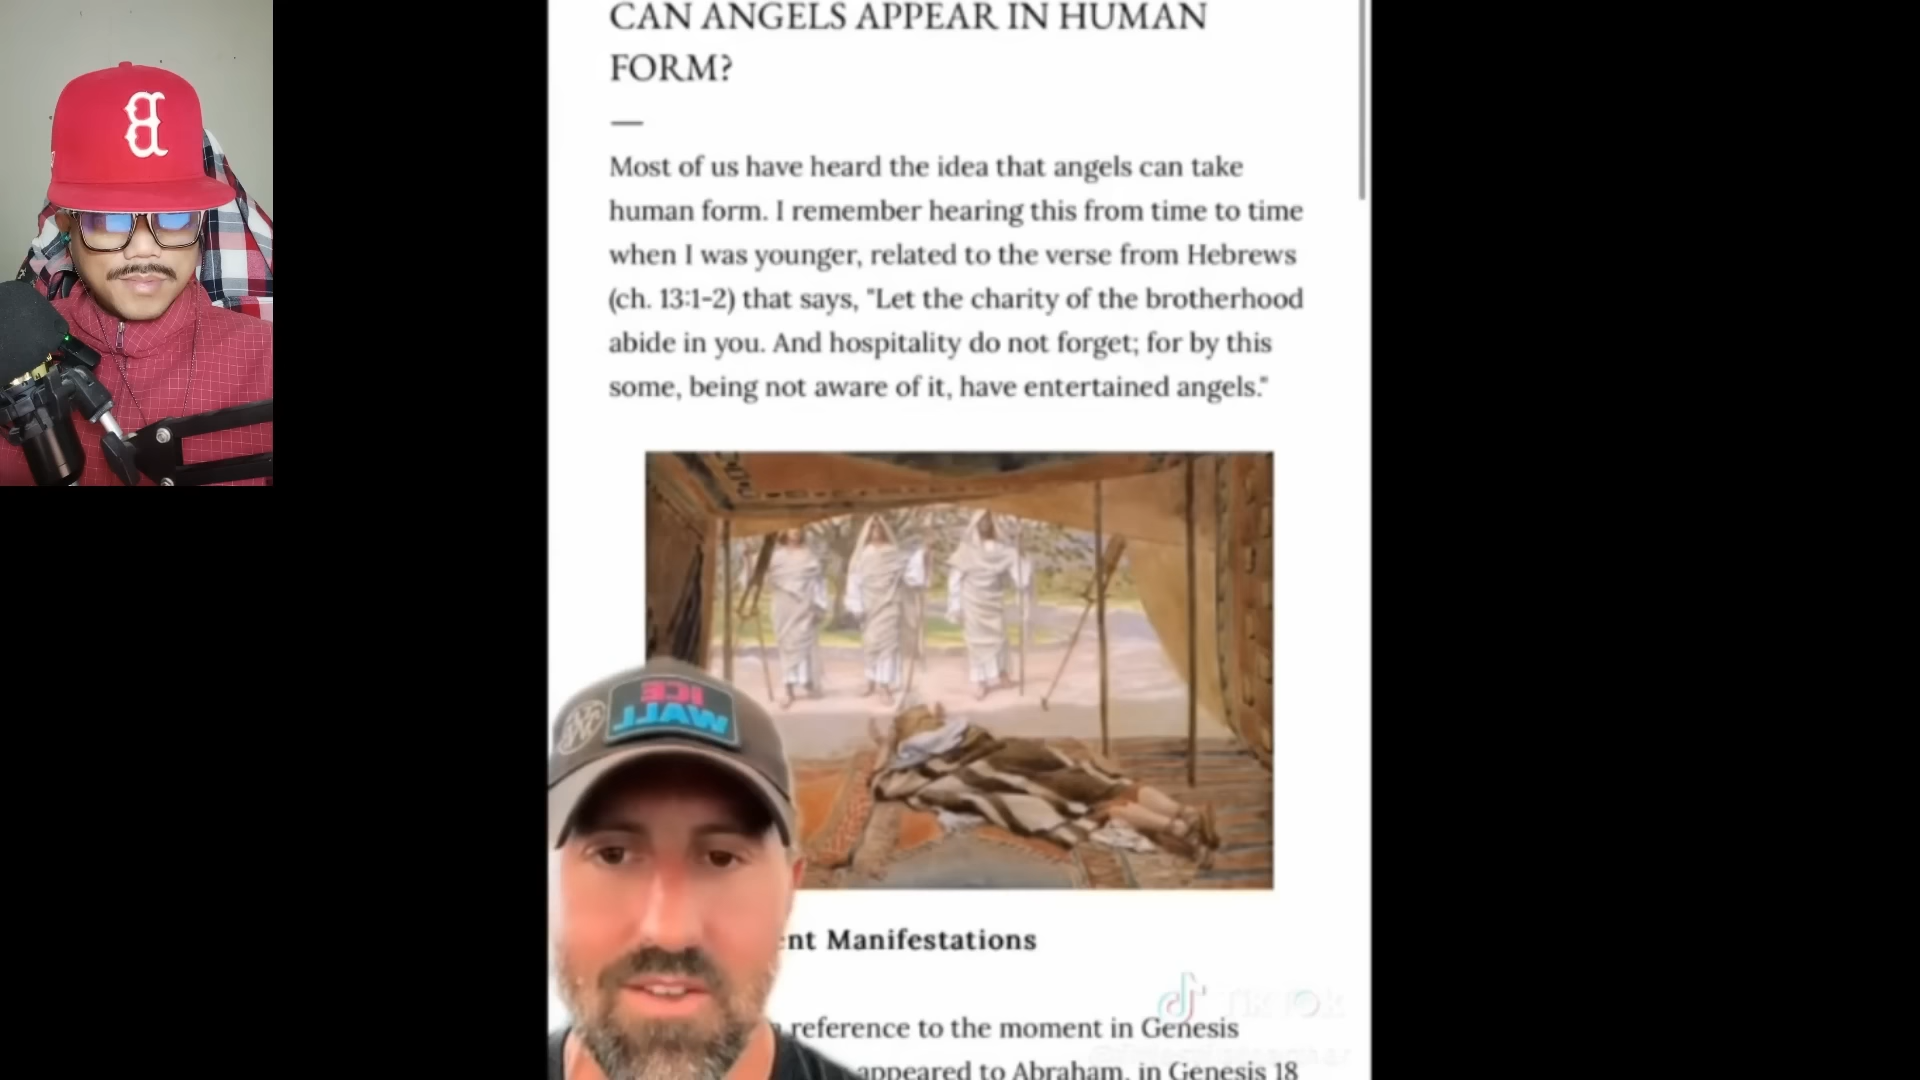 CAN ANGELS APPEAR IN HUMAN
FORM?
Most of us have heard the idea that angels can take
human form. I remember hearing this from time to time
when I was younger, related to the verse from Hebrews
(ch. 13:1-2) that says, "Let the charity of the brotherhood
abide in you. And hospitality do not forget; for by this
some, being not aware of it, have entertained angels."
B
ICE
WALL
nt Manifestations
reference to the moment in Genesis
appeared to Abraham, in Genesis 18
TikTok